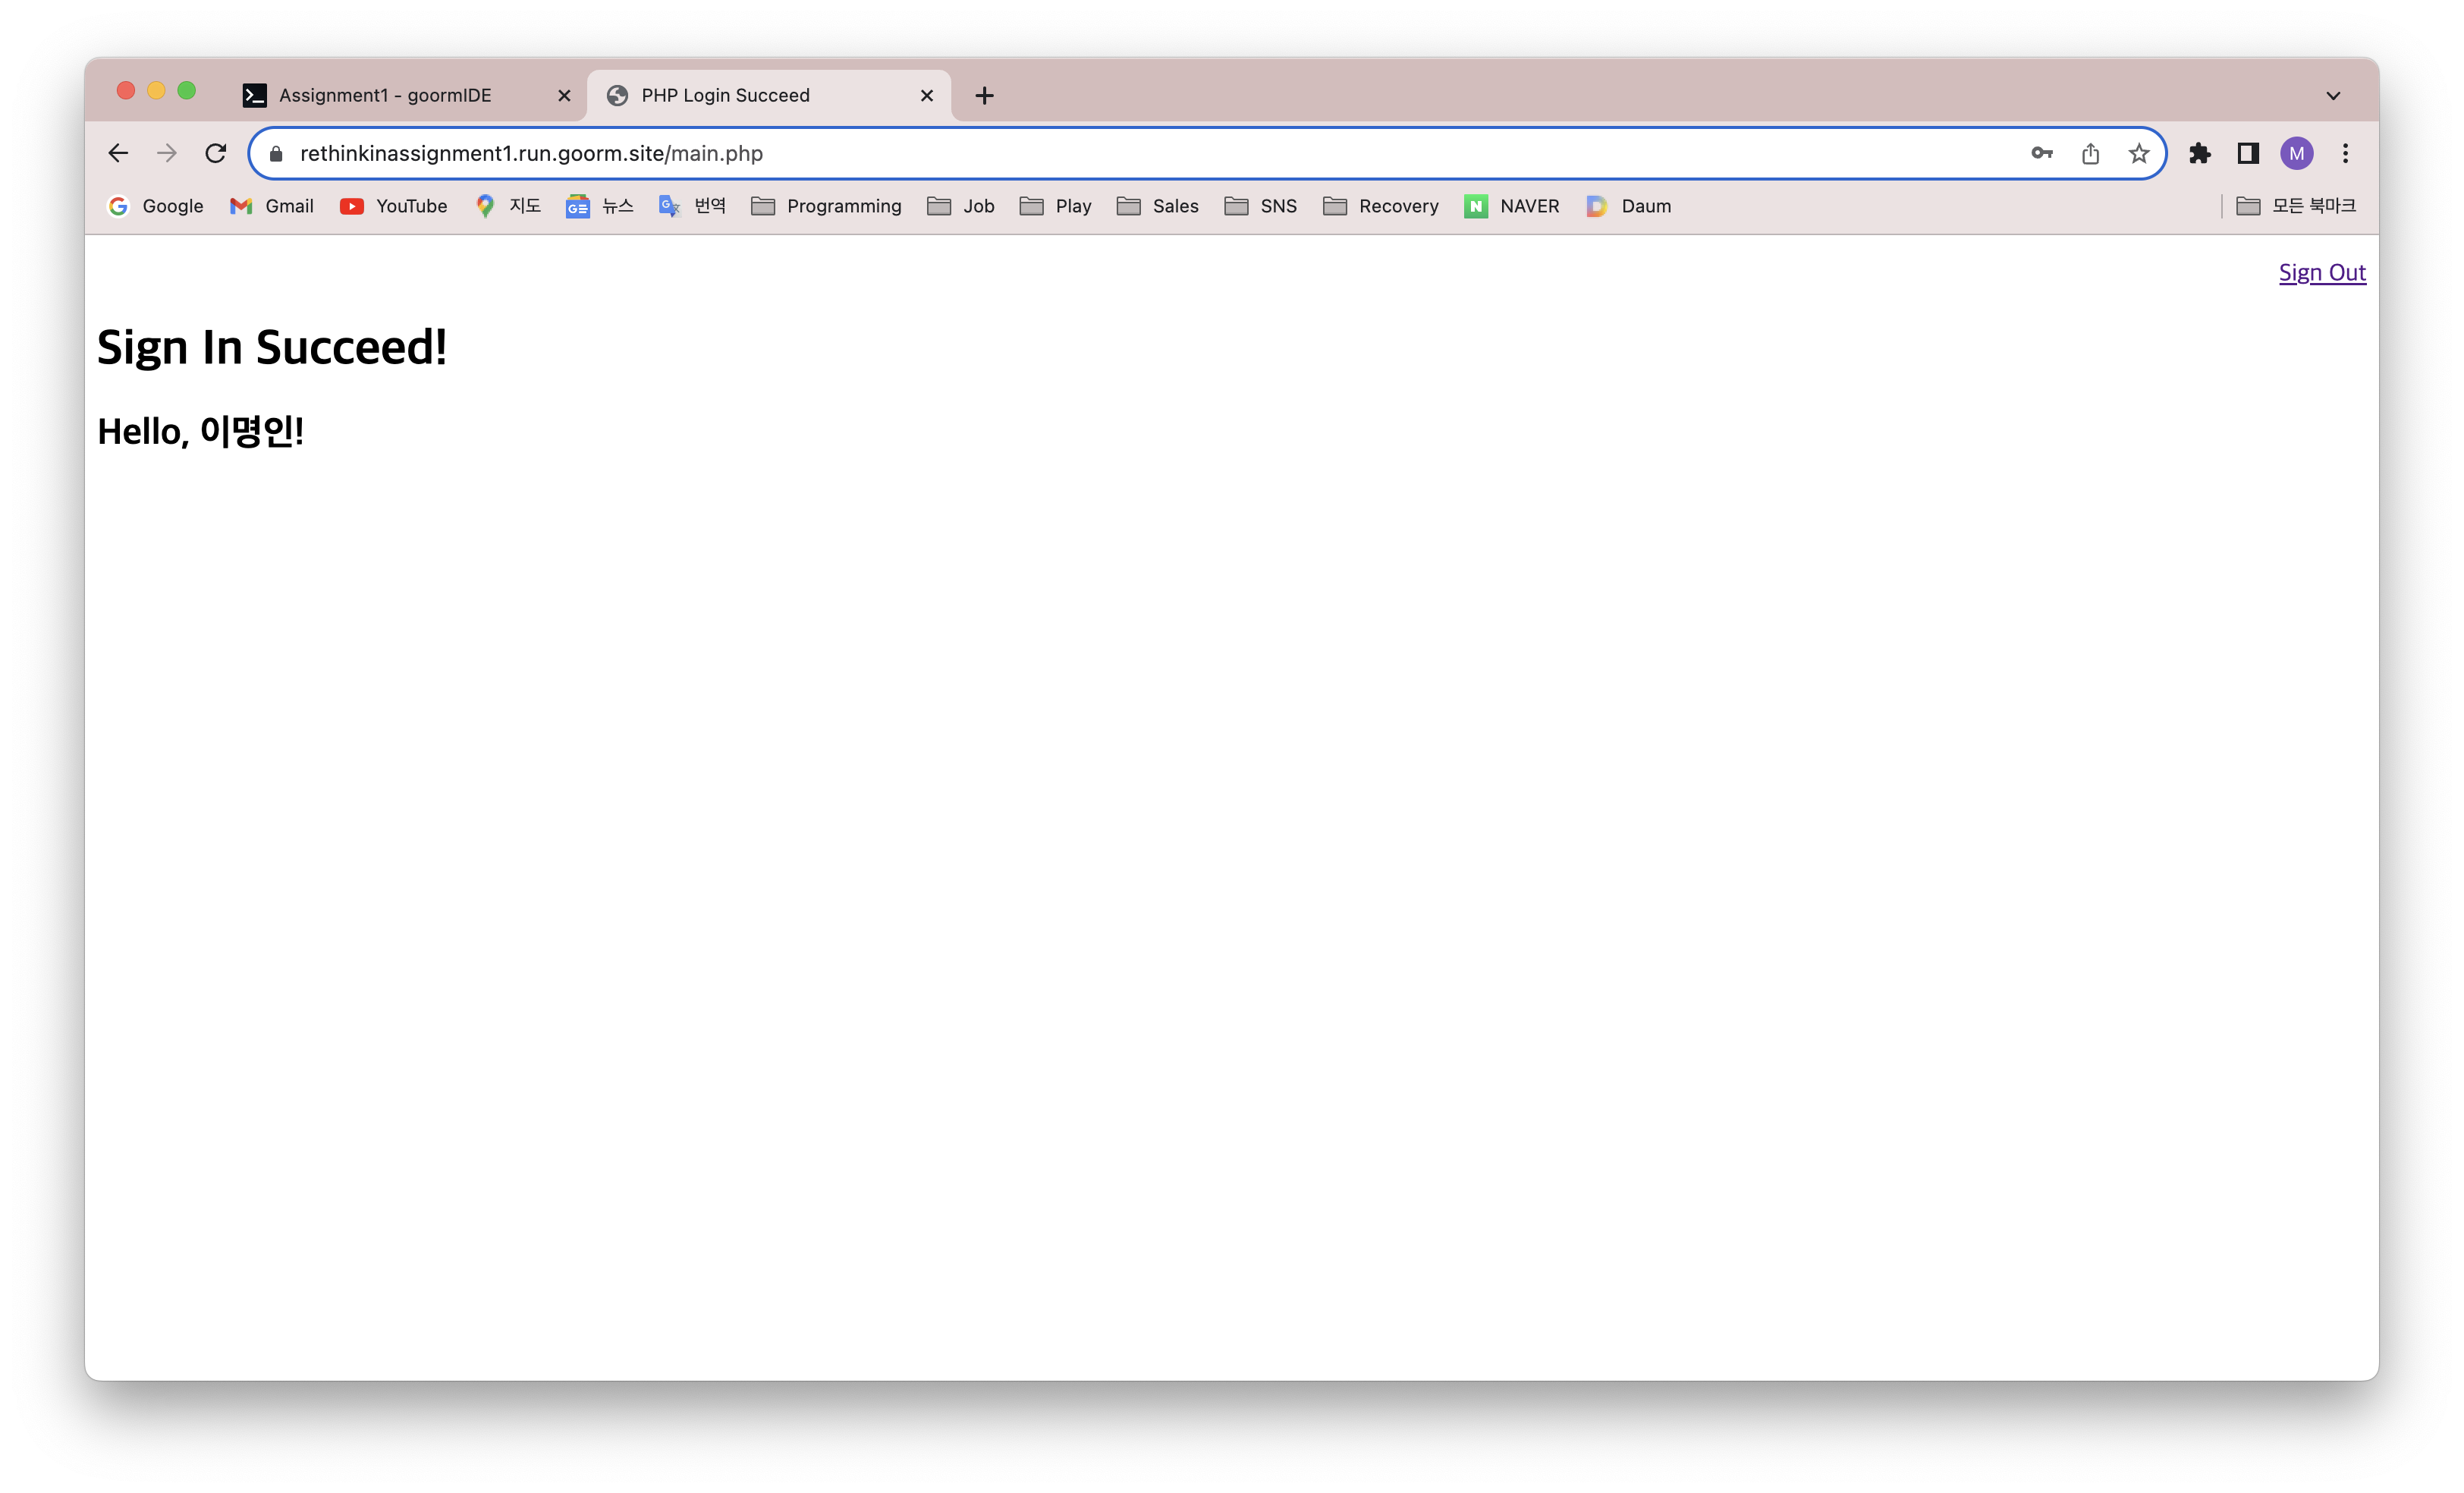 Assignment1 - goormIDE
PHP Login Succeed
rethinkinassignment1.run.goorm.site/main.php
M
Google Gmail YouTube 지도 뉴스 번역 Programming Job Play Sales SNS Recovery NAVER Daum 모든 북마크
Sign Out
Sign In Succeed!
Hello, 이명인!